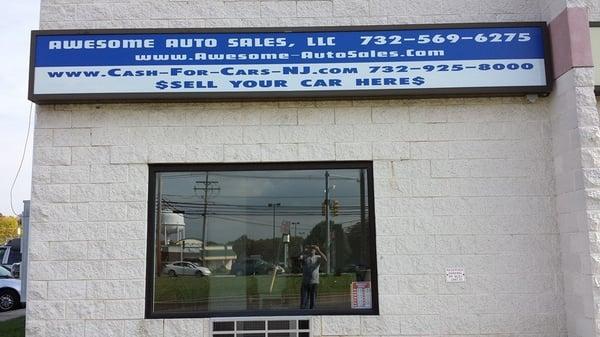 AWESOME AUTO SALES, LLC 732-569-6275
www.Awesome-AutoSales.Com
www.Cash-For-Cars-NJ.com 732-925-8000
$SELL YOUR CAR HERE$